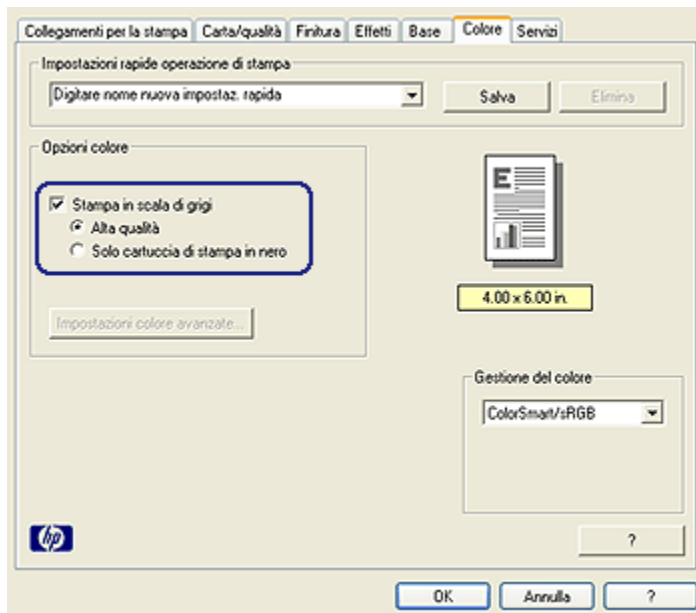 Collegamenti per la stampa Carta/qualità Finitura Effetti Base Colore Servizi
Impostazioni rapide operazione di stampa
Digitare nome nuova impostaz. rapida Salva Elimina
Opzioni colore
Stampa in scala di grigi
Alta qualità
Solo cartuccia di stampa in nero
Impostazioni colore avanzate...
E
4.00 x 6.00 in.
Gestione del colore
ColorSmart/sRGB
hp ?
OK Annulla ?